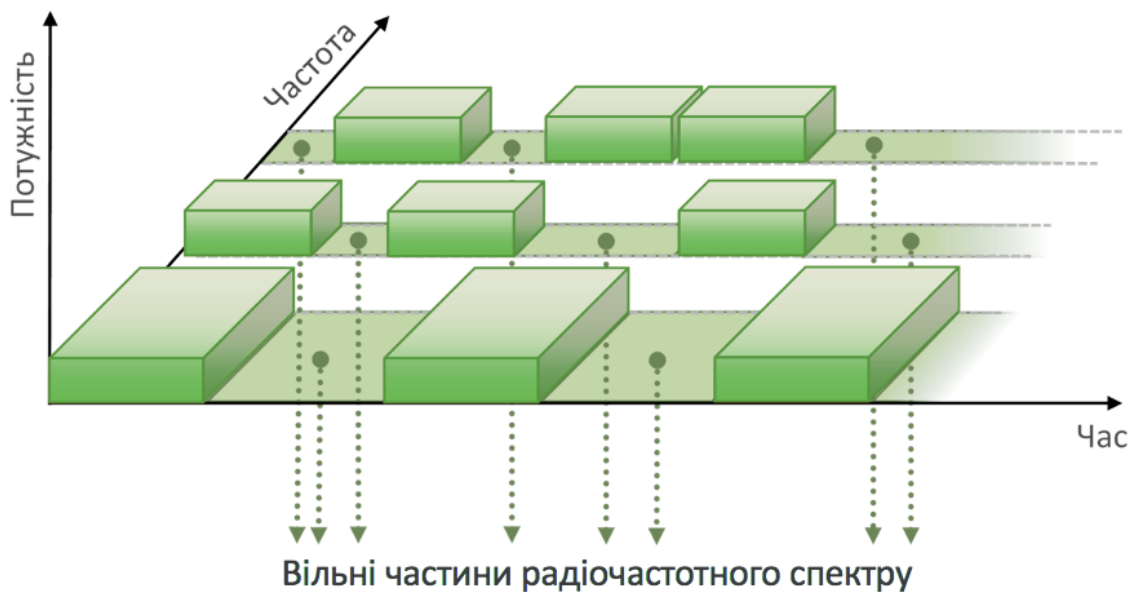 Потужність
Частота
Час
Вільні частини радіочастотного спектру